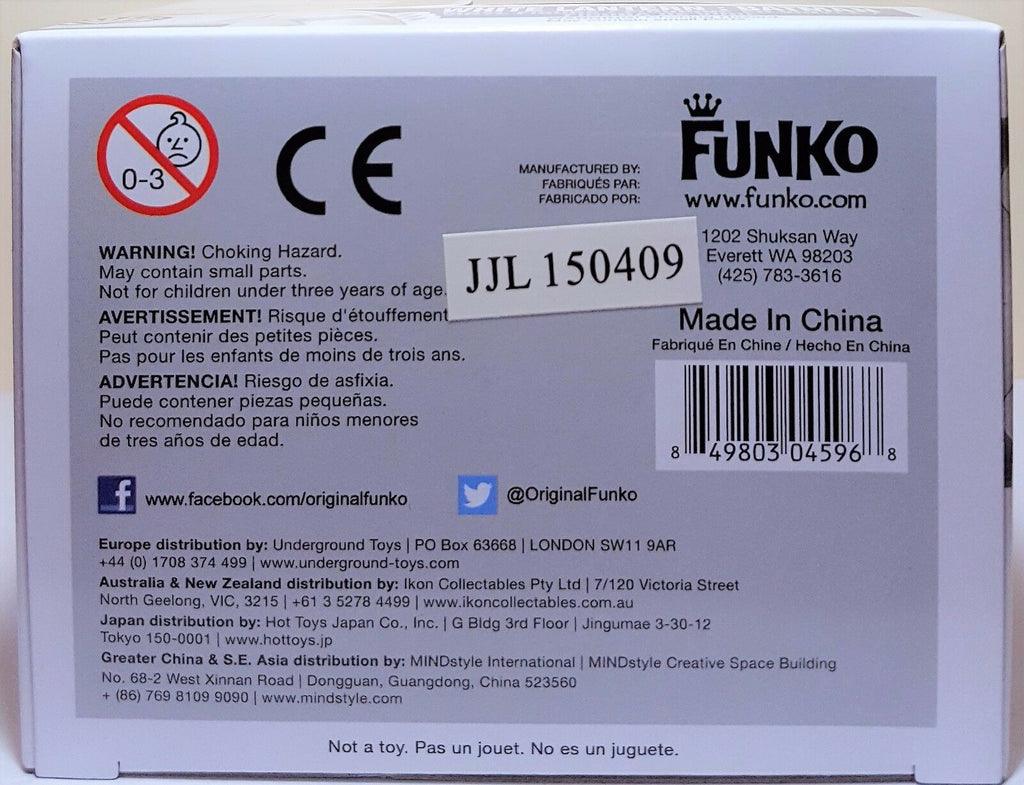 WHITE LANTERN: BATMAN
0-3
CE
MANUFACTURED BY:
FABRIQUÉS PAR:
FABRICADO POR:
FUNKO
www.funko.com
1202 Shuksan Way
Everett WA 98203
(425) 783-3616
JJL 150409
WARNING! Choking Hazard.
May contain small parts.
Not for children under three years of age.
AVERTISSEMENT! Risque d'étouffement
Peut contenir des petites pièces.
Pas pour les enfants de moins de trois ans.
ADVERTENCIA! Riesgo de asfixia.
Puede contener piezas pequeñas.
No recomendado para niños menores
de tres años de edad.
Made In China
Fabriqué En Chine / Hecho En China
8 49803 04596 8
f www.facebook.com/originalfunko
@OriginalFunko
Europe distribution by: Underground Toys | PO Box 63668 | LONDON SW11 9AR
+44 (0) 1708 374 499 | www.underground-toys.com
Australia & New Zealand distribution by: Ikon Collectables Pty Ltd | 7/120 Victoria Street
North Geelong, VIC, 3215 | +61 3 5278 4499 | www.ikoncollectables.com.au
Japan distribution by: Hot Toys Japan Co., Inc. | G Bldg 3rd Floor | Jingumae 3-30-12
Tokyo 150-0001 | www.hottoys.jp
Greater China & S.E. Asia distribution by: MINDstyle International | MINDstyle Creative Space Building
No. 68-2 West Xinnan Road | Dongguan, Guangdong, China 523560
+ (86) 769 8109 9090 | www.mindstyle.com
Not a toy. Pas un jouet. No es un juguete.